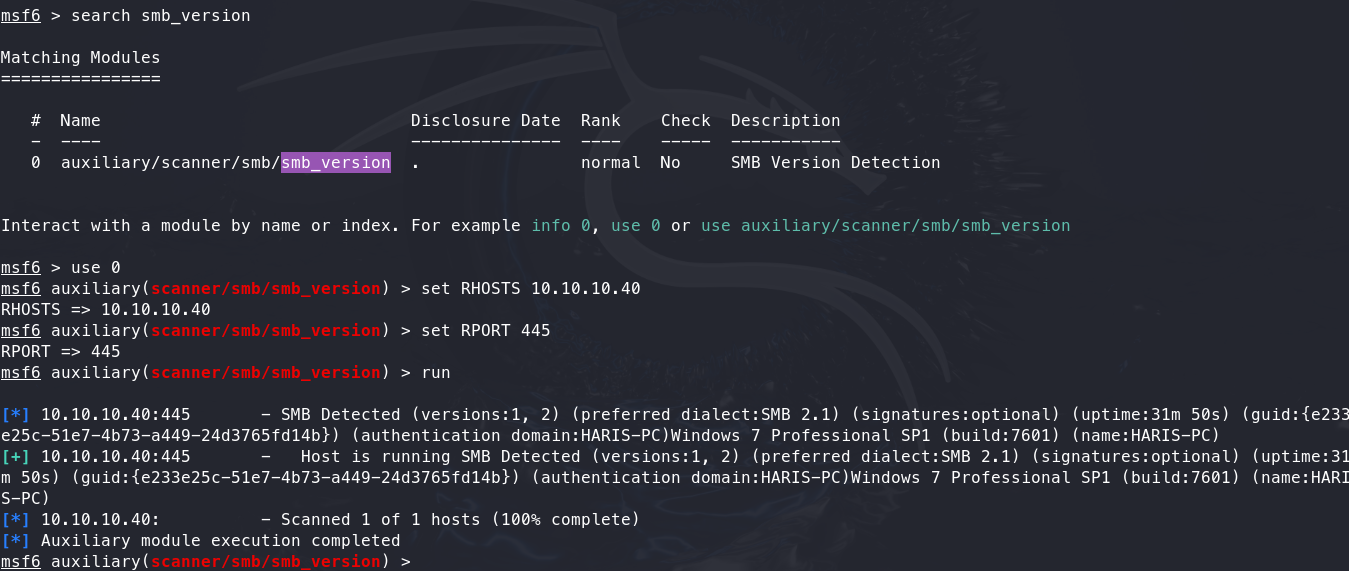 msf6 > search smb_version
Matching Modules
================
# Name Disclosure Date Rank Check Description
- ---- --------------- ---- ----- -----------
0 auxiliary/scanner/smb/smb_version . normal No SMB Version Detection
Interact with a module by name or index. For example info 0, use 0 or use auxiliary/scanner/smb/smb_version
msf6 > use 0
msf6 auxiliary(scanner/smb/smb_version) > set RHOSTS 10.10.10.40
RHOSTS => 10.10.10.40
msf6 auxiliary(scanner/smb/smb_version) > set RPORT 445
RPORT => 445
msf6 auxiliary(scanner/smb/smb_version) > run
[*] 10.10.10.40:445 - SMB Detected (versions:1, 2) (preferred dialect:SMB 2.1) (signatures:optional) (uptime:31m 50s) (guid:{e233
e25c-51e7-4b73-a449-24d3765fd14b}) (authentication domain:HARIS-PC)Windows 7 Professional SP1 (build:7601) (name:HARIS-PC)
[+] 10.10.10.40:445 - Host is running SMB Detected (versions:1, 2) (preferred dialect:SMB 2.1) (signatures:optional) (uptime:31
m 50s) (guid:{e233e25c-51e7-4b73-a449-24d3765fd14b}) (authentication domain:HARIS-PC)Windows 7 Professional SP1 (build:7601) (name:HARI
S-PC)
[*] 10.10.10.40: - Scanned 1 of 1 hosts (100% complete)
[*] Auxiliary module execution completed
msf6 auxiliary(scanner/smb/smb_version) >